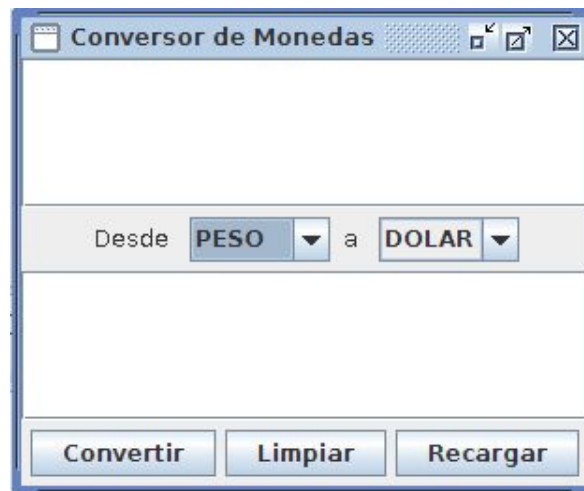 Conversor de Monedas
Desde PESO a DOLAR
Convertir Limpiar Recargar